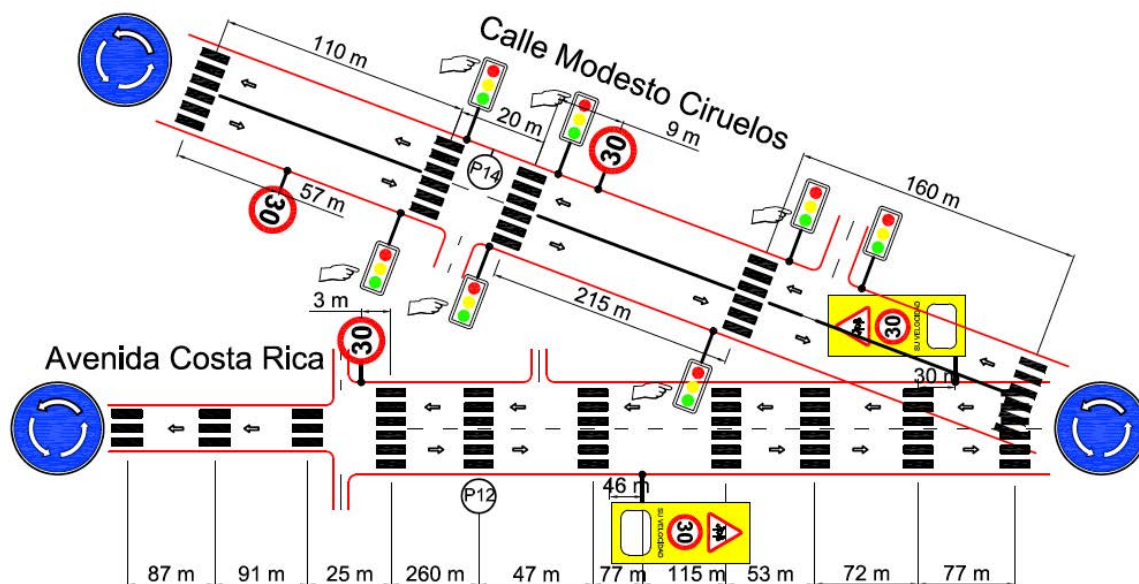 Calle Modesto Ciruelos
110 m
20 m
9 m
30
P14
160 m
57 m
30
215 m
3 m
30
SU VELOCIDAD
30
30 m
Avenida Costa Rica
P12
46 m
SU VELOCIDAD
30
87 m
91 m
25 m
260 m
47 m
77 m
115 m
53 m
72 m
77 m